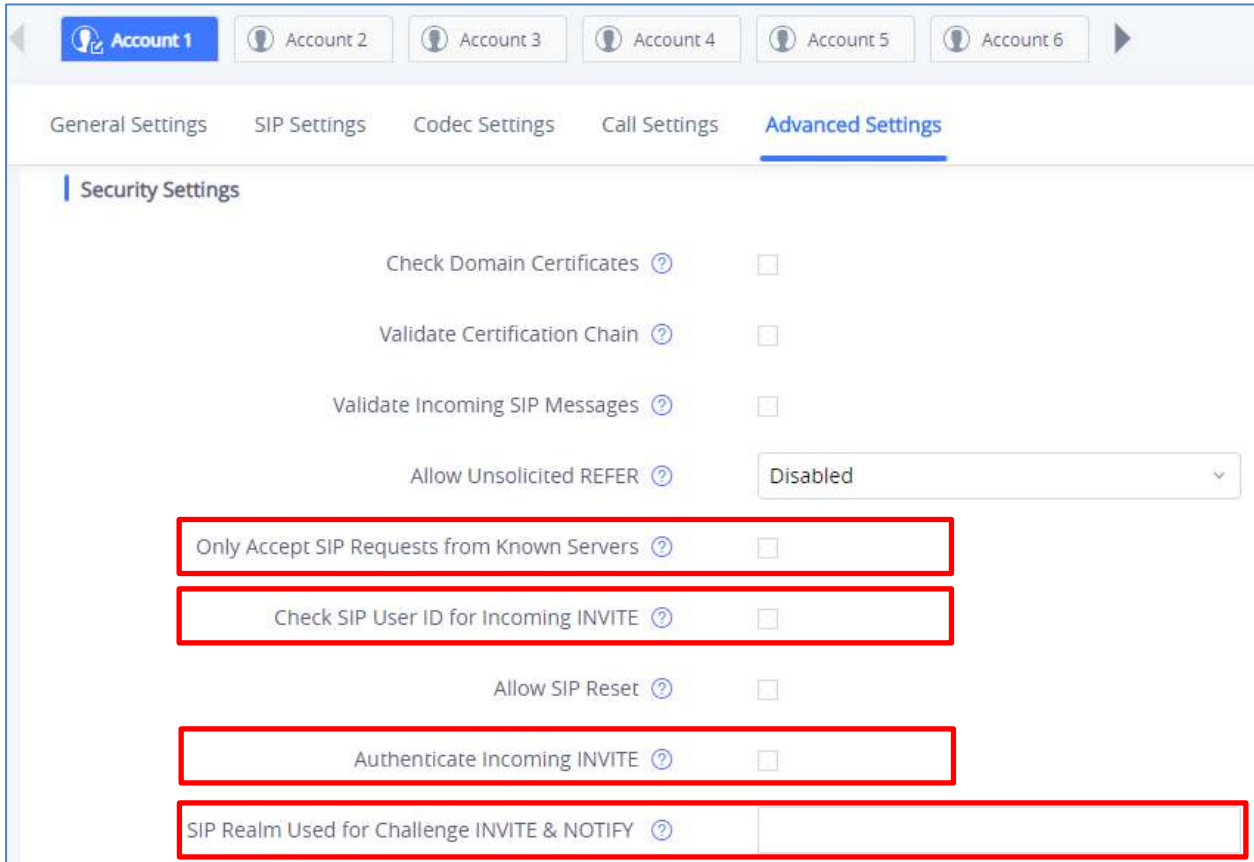 Account 1 Account 2 Account 3 Account 4 Account 5 Account 6
General Settings SIP Settings Codec Settings Call Settings Advanced Settings
Security Settings
Check Domain Certificates ?
Validate Certification Chain ?
Validate Incoming SIP Messages ?
Allow Unsolicited REFER ? Disabled
Only Accept SIP Requests from Known Servers ?
Check SIP User ID for Incoming INVITE ?
Allow SIP Reset ?
Authenticate Incoming INVITE ?
SIP Realm Used for Challenge INVITE & NOTIFY ?